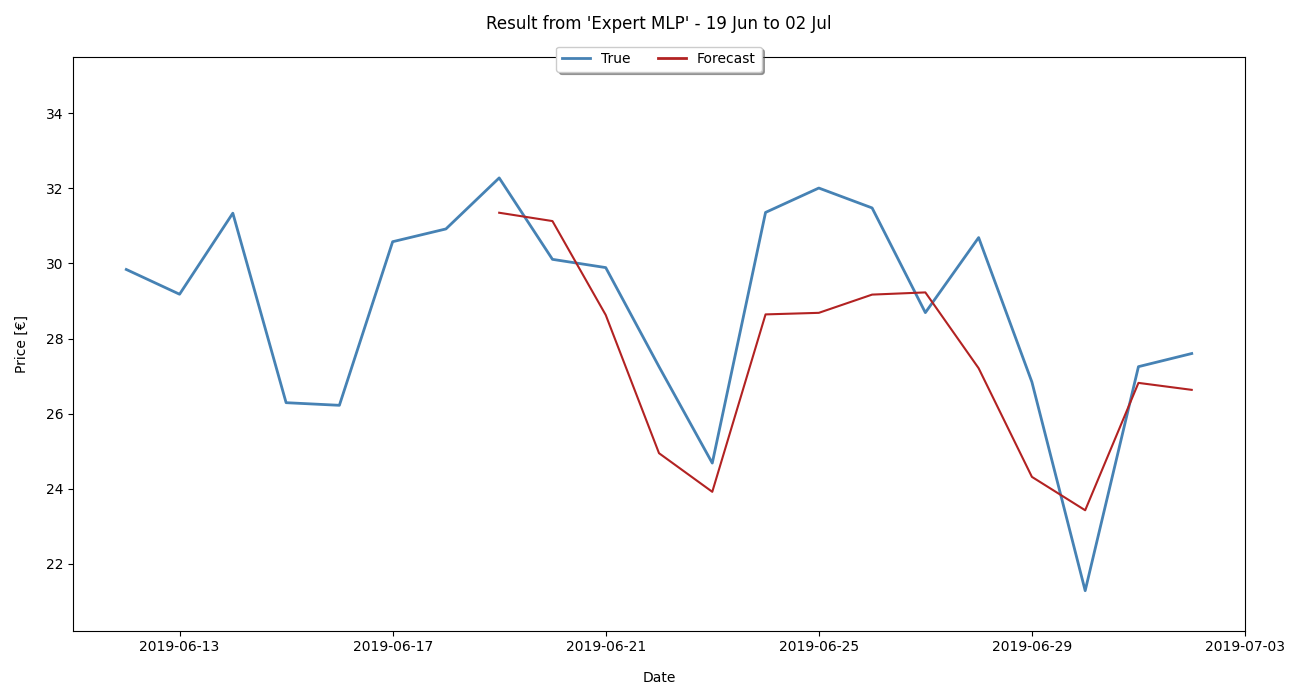 Result from 'Expert MLP' - 19 Jun to 02 Jul
True Forecast
34
32
30
28
26
24
22
Price [€]
2019-06-13 2019-06-17 2019-06-21 2019-06-25 2019-06-29 2019-07-03
Date